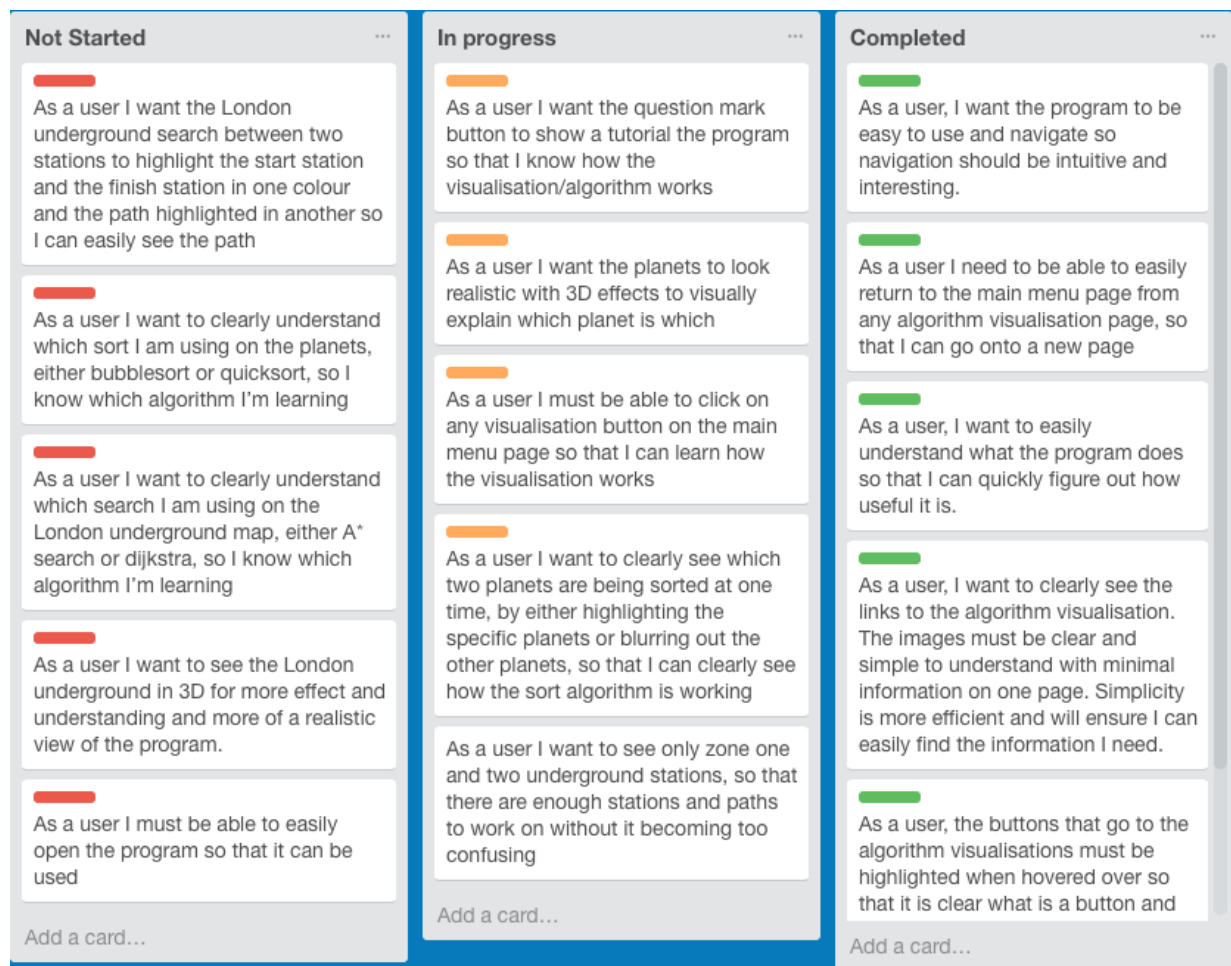 Not Started
As a user I want the London
underground search between two
stations to highlight the start station
and the finish station in one colour
and the path highlighted in another so
I can easily see the path
As a user I want to clearly understand
which sort I am using on the planets,
either bubblesort or quicksort, so I
know which algorithm I'm learning
As a user I want to clearly understand
which search I am using on the
London underground map, either A*
search or dijkstra, so I know which
algorithm I'm learning
As a user I want to see the London
underground in 3D for more effect and
understanding and more of a realistic
view of the program.
As a user I must be able to easily
open the program so that it can be
used
Add a card...
In progress
As a user I want the question mark
button to show a tutorial the program
so that I know how the
visualisation/algorithm works
As a user I want the planets to look
realistic with 3D effects to visually
explain which planet is which
As a user I must be able to click on
any visualisation button on the main
menu page so that I can learn how
the visualisation works
As a user I want to clearly see which
two planets are being sorted at one
time, by either highlighting the
specific planets or blurring out the
other planets, so that I can clearly see
how the sort algorithm is working
As a user I want to see only zone one
and two underground stations, so that
there are enough stations and paths
to work on without it becoming too
confusing
Add a card...
Completed
As a user, I want the program to be
easy to use and navigate so
navigation should be intuitive and
interesting.
As a user I need to be able to easily
return to the main menu page from
any algorithm visualisation page, so
that I can go onto a new page
As a user, I want to easily
understand what the program does
so that I can quickly figure out how
useful it is.
As a user, I want to clearly see the
links to the algorithm visualisation.
The images must be clear and
simple to understand with minimal
information on one page. Simplicity
is more efficient and will ensure I can
easily find the information I need.
As a user, the buttons that go to the
algorithm visualisations must be
highlighted when hovered over so
that it is clear what is a button and
Add a card...